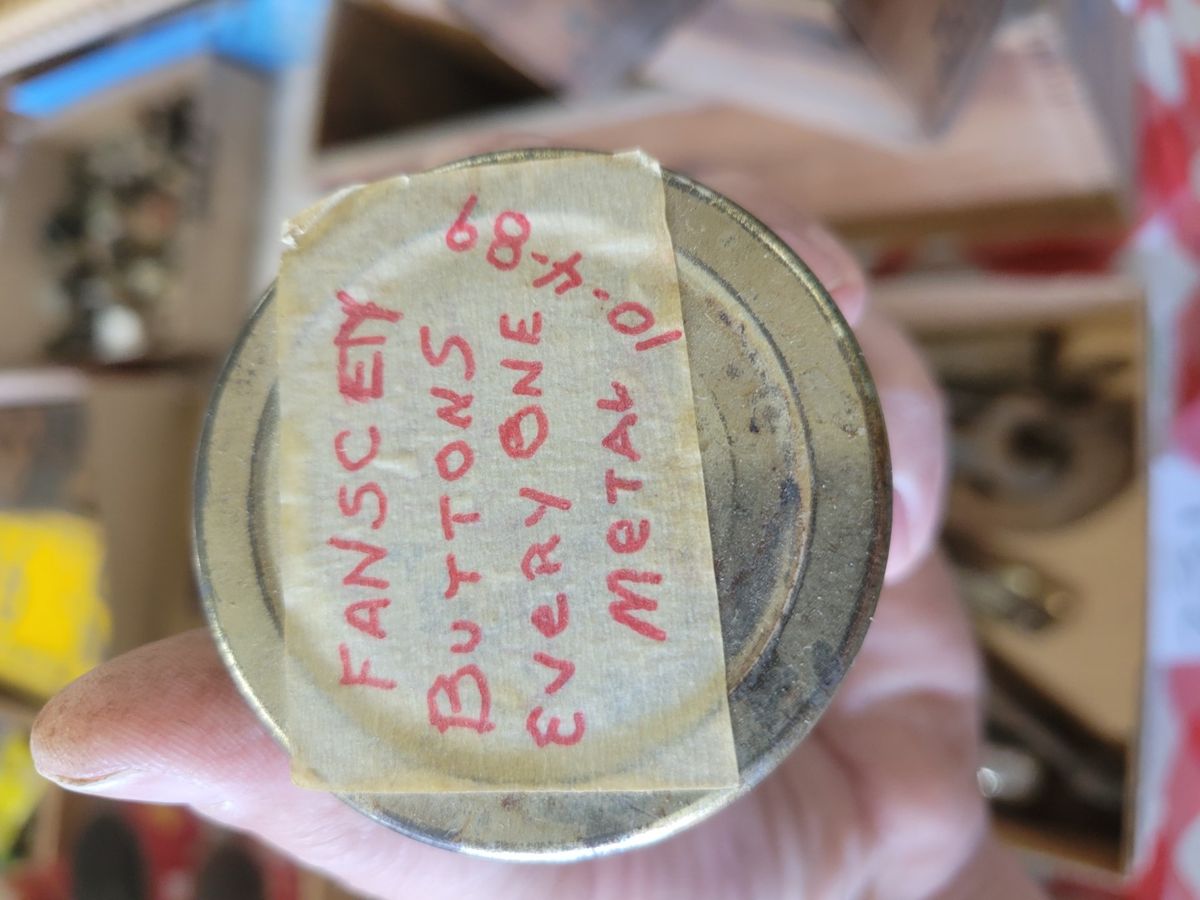 FANSCEY
BuTTONS
EVerY ONE
MeTAL
10-4-89